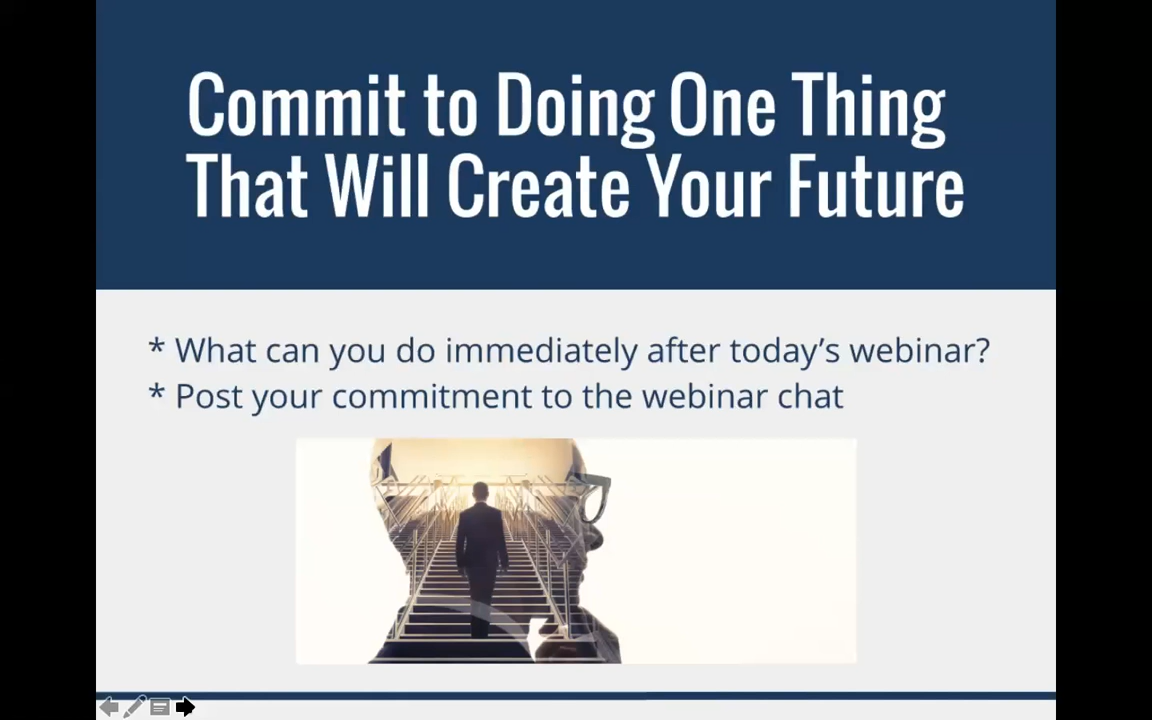 Commit to Doing One Thing
That Will Create Your Future
* What can you do immediately after today’s webinar?
* Post your commitment to the webinar chat